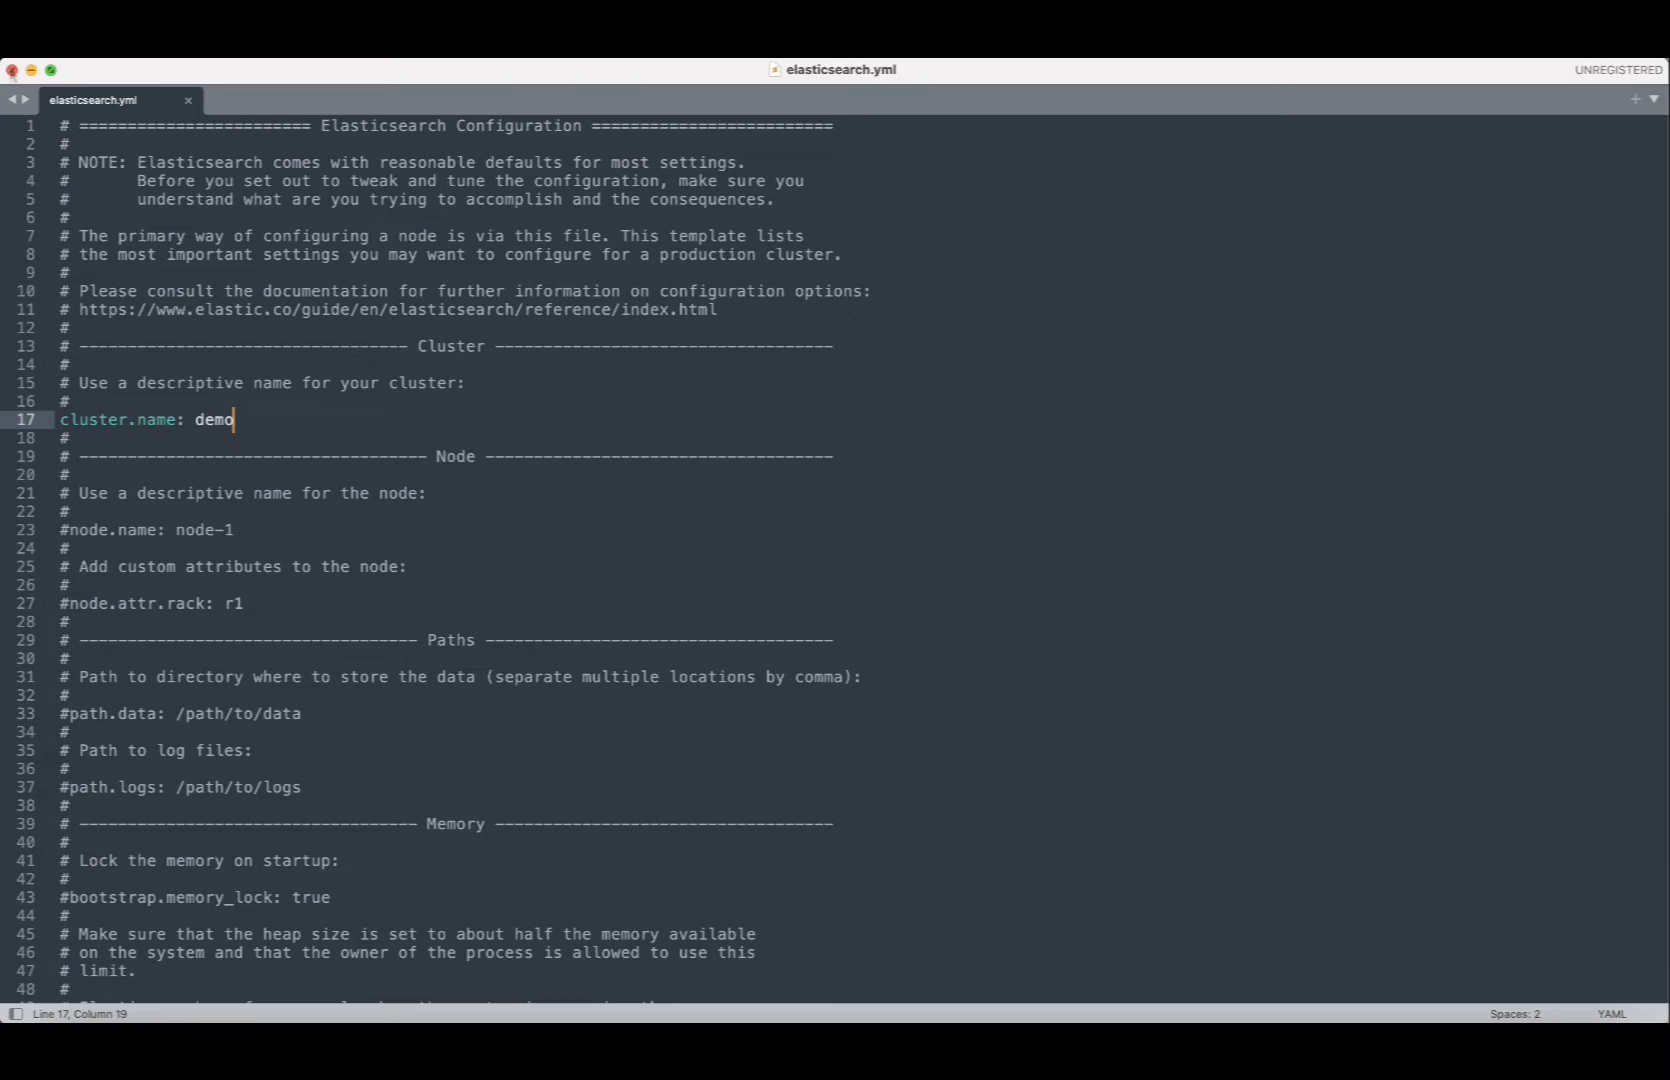 elasticsearch.yml
UNREGISTERED
elasticsearch.yml
1 # ======================== Elasticsearch Configuration =========================
2 #
3 # NOTE: Elasticsearch comes with reasonable defaults for most settings.
4 #       Before you set out to tweak and tune the configuration, make sure you
5 #       understand what are you trying to accomplish and the consequences.
6 #
7 # The primary way of configuring a node is via this file. This template lists
8 # the most important settings you may want to configure for a production cluster.
9 #
10 # Please consult the documentation for further information on configuration options:
11 # https://www.elastic.co/guide/en/elasticsearch/reference/index.html
12 #
13 # ---------------------------------- Cluster -----------------------------------
14 #
15 # Use a descriptive name for your cluster:
16 #
17 cluster.name: demo
18 #
19 # ------------------------------------ Node ------------------------------------
20 #
21 # Use a descriptive name for the node:
22 #
23 #node.name: node-1
24 #
25 # Add custom attributes to the node:
26 #
27 #node.attr.rack: r1
28 #
29 # ----------------------------------- Paths ------------------------------------
30 #
31 # Path to directory where to store the data (separate multiple locations by comma):
32 #
33 #path.data: /path/to/data
34 #
35 # Path to log files:
36 #
37 #path.logs: /path/to/logs
38 #
39 # ----------------------------------- Memory -----------------------------------
40 #
41 # Lock the memory on startup:
42 #
43 #bootstrap.memory_lock: true
44 #
45 # Make sure that the heap size is set to about half the memory available
46 # on the system and that the owner of the process is allowed to use this
47 # limit.
48 #
Line 17, Column 19
Spaces: 2
YAML